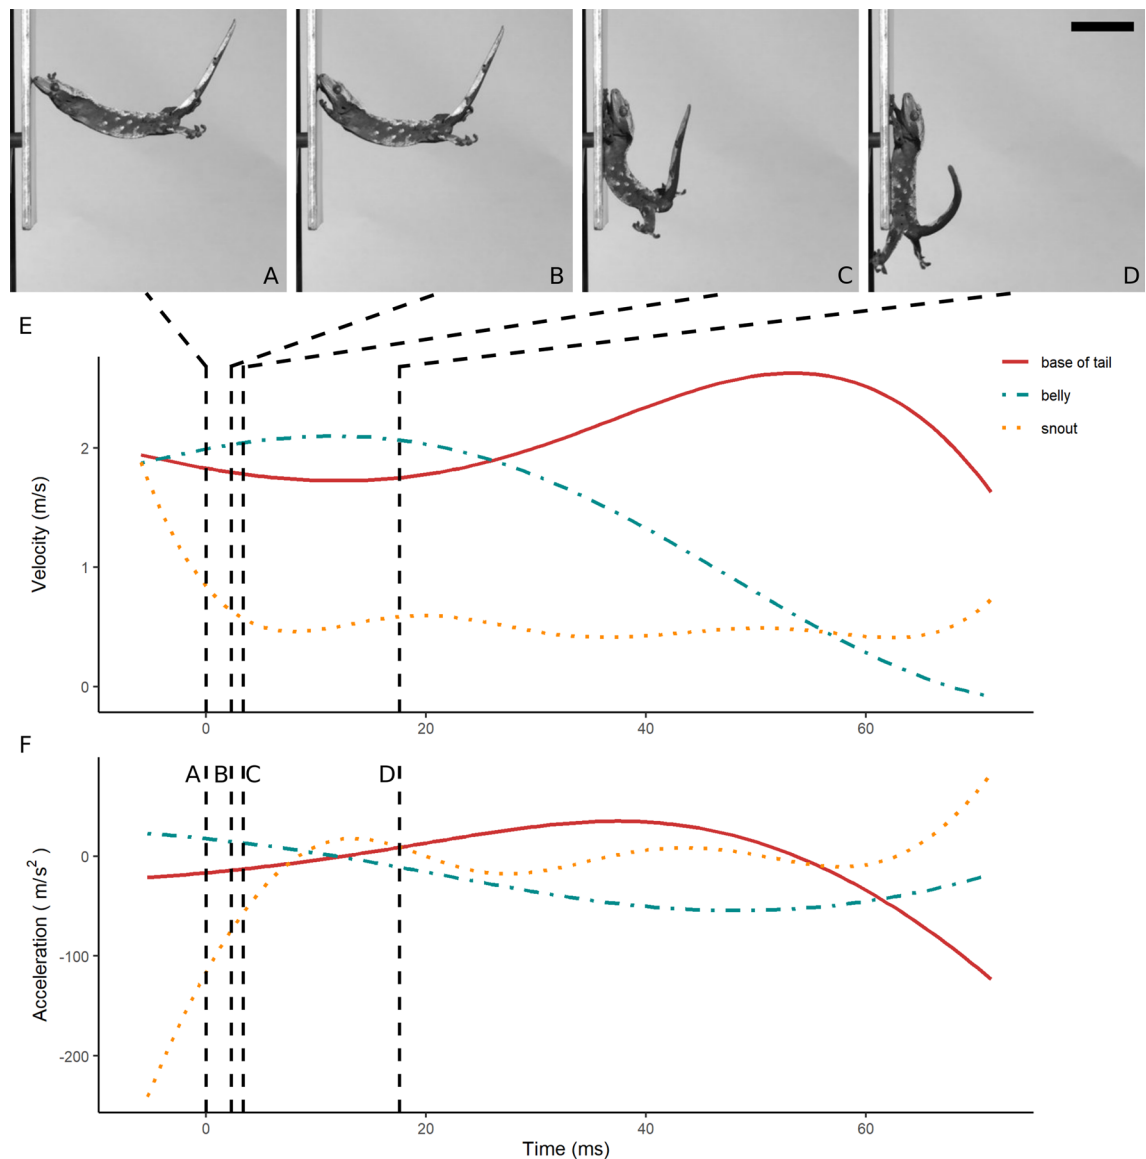 A
B
C
D
E
base of tail
belly
snout
Velocity (m/s)
2
1
0
0
20
40
60
F
A
B
C
D
Acceleration ( m/s² )
0
-100
-200
0
20
40
60
Time (ms)